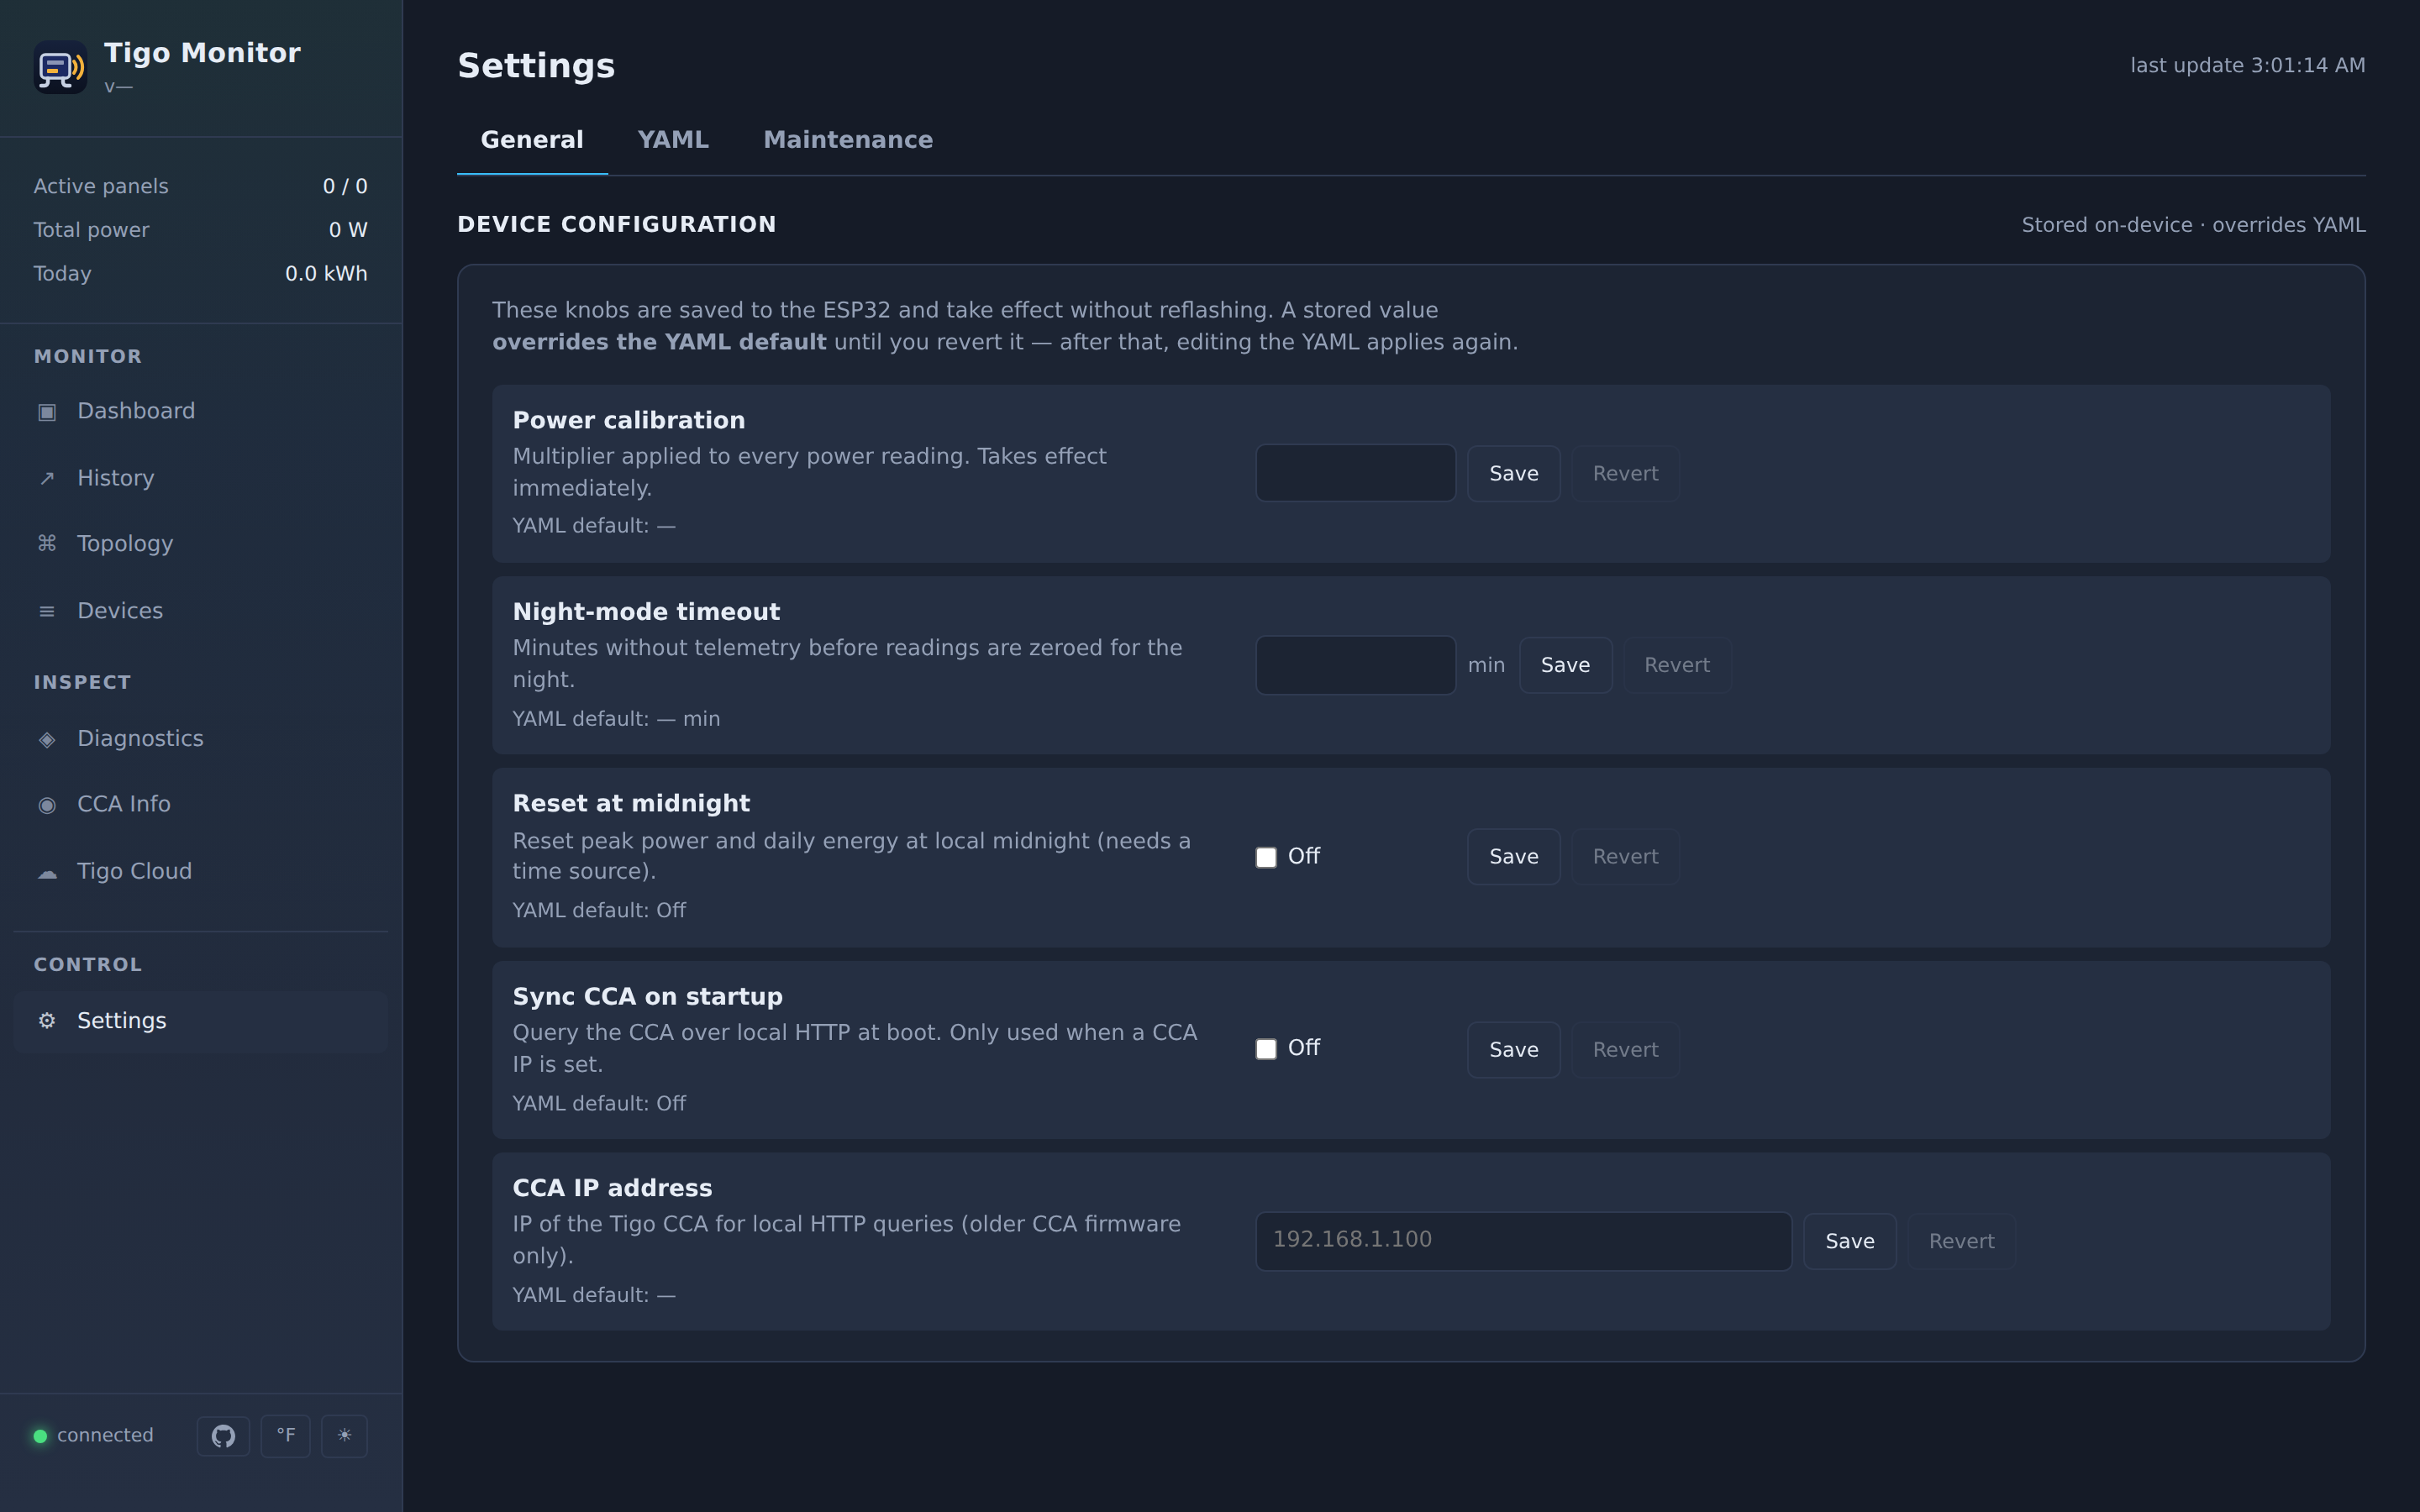 Tigo Monitor
v—
Active panels 0 / 0
Total power 0 W
Today 0.0 kWh
MONITOR
Dashboard
History
Topology
Devices
INSPECT
Diagnostics
CCA Info
Tigo Cloud
CONTROL
Settings
connected
°F
Settings
last update 3:01:14 AM
General YAML Maintenance
DEVICE CONFIGURATION
Stored on-device · overrides YAML
These knobs are saved to the ESP32 and take effect without reflashing. A stored value
overrides the YAML default until you revert it — after that, editing the YAML applies again.
Power calibration
Multiplier applied to every power reading. Takes effect
immediately.
YAML default: —
Save Revert
Night-mode timeout
Minutes without telemetry before readings are zeroed for the
night.
YAML default: — min
min Save Revert
Reset at midnight
Reset peak power and daily energy at local midnight (needs a
time source).
YAML default: Off
Off Save Revert
Sync CCA on startup
Query the CCA over local HTTP at boot. Only used when a CCA
IP is set.
YAML default: Off
Off Save Revert
CCA IP address
IP of the Tigo CCA for local HTTP queries (older CCA firmware
only).
YAML default: —
192.168.1.100 Save Revert